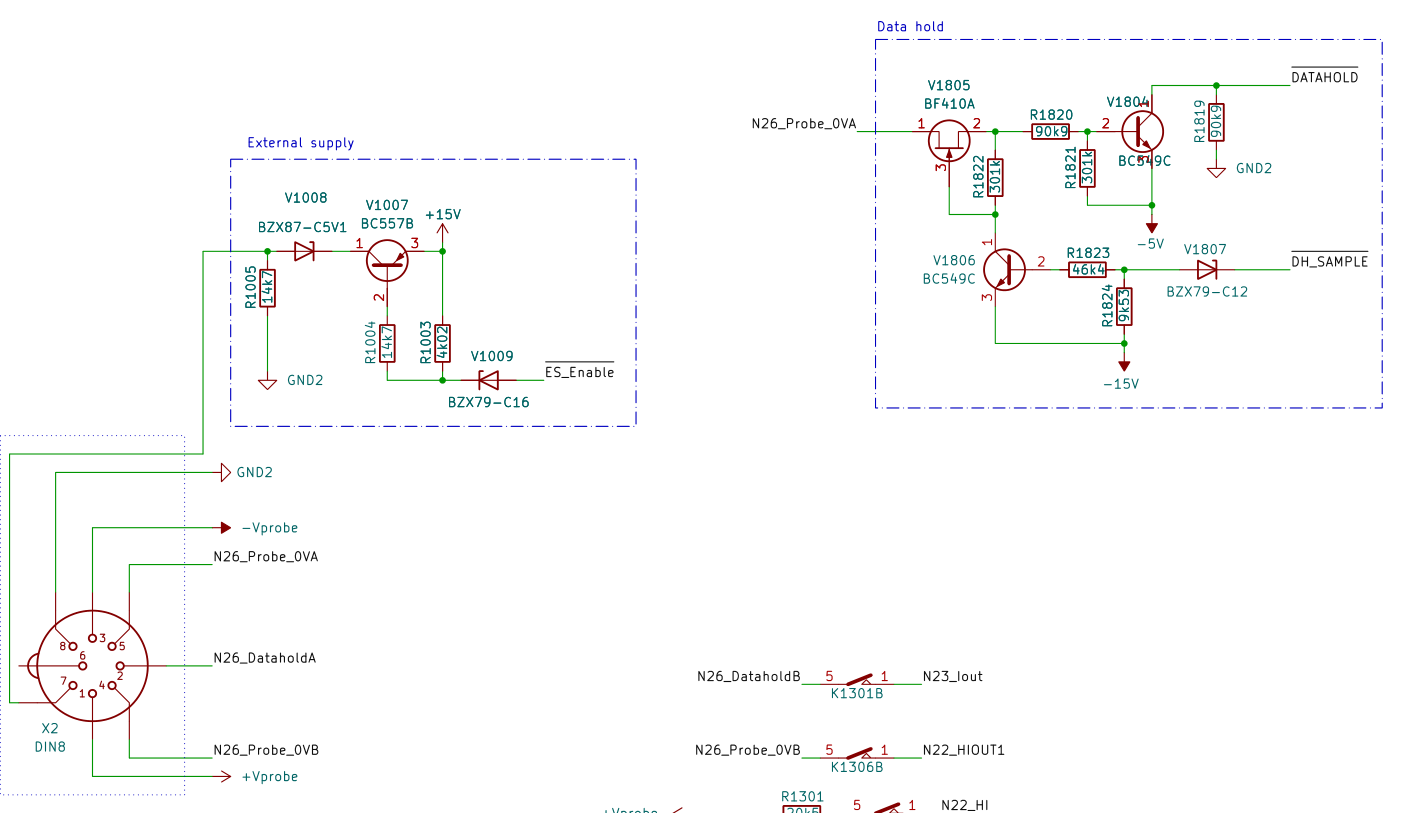 Data hold
DATAHOLD
V1805
BF410A
N26_Probe_0VA
1
2
3
R1820
90k9
V1804
1
2
3
BC549C
R1819
90k9
GND2
R1822
301k
R1821
301k
-5V
External supply
V1008
BZX87-C5V1
V1007
BC557B
+15V
1
3
2
R1005
14k7
R1004
14k7
R1003
4k02
GND2
V1009
BZX79-C16
ES_Enable
V1806
BC549C
1
2
3
R1823
46k4
V1807
BZX79-C12
DH_SAMPLE
R1824
9k53
-15V
GND2
-Vprobe
N26_Probe_0VA
8
3
5
6
2
7
4
1
N26_DataholdA
X2
DIN8
N26_Probe_0VB
+Vprobe
N26_DataholdB
5
1
N23_Iout
K1301B
N26_Probe_0VB
5
1
N22_HIOUT1
K1306B
R1301
20k5
5
1
N22_HI
+Vprobe